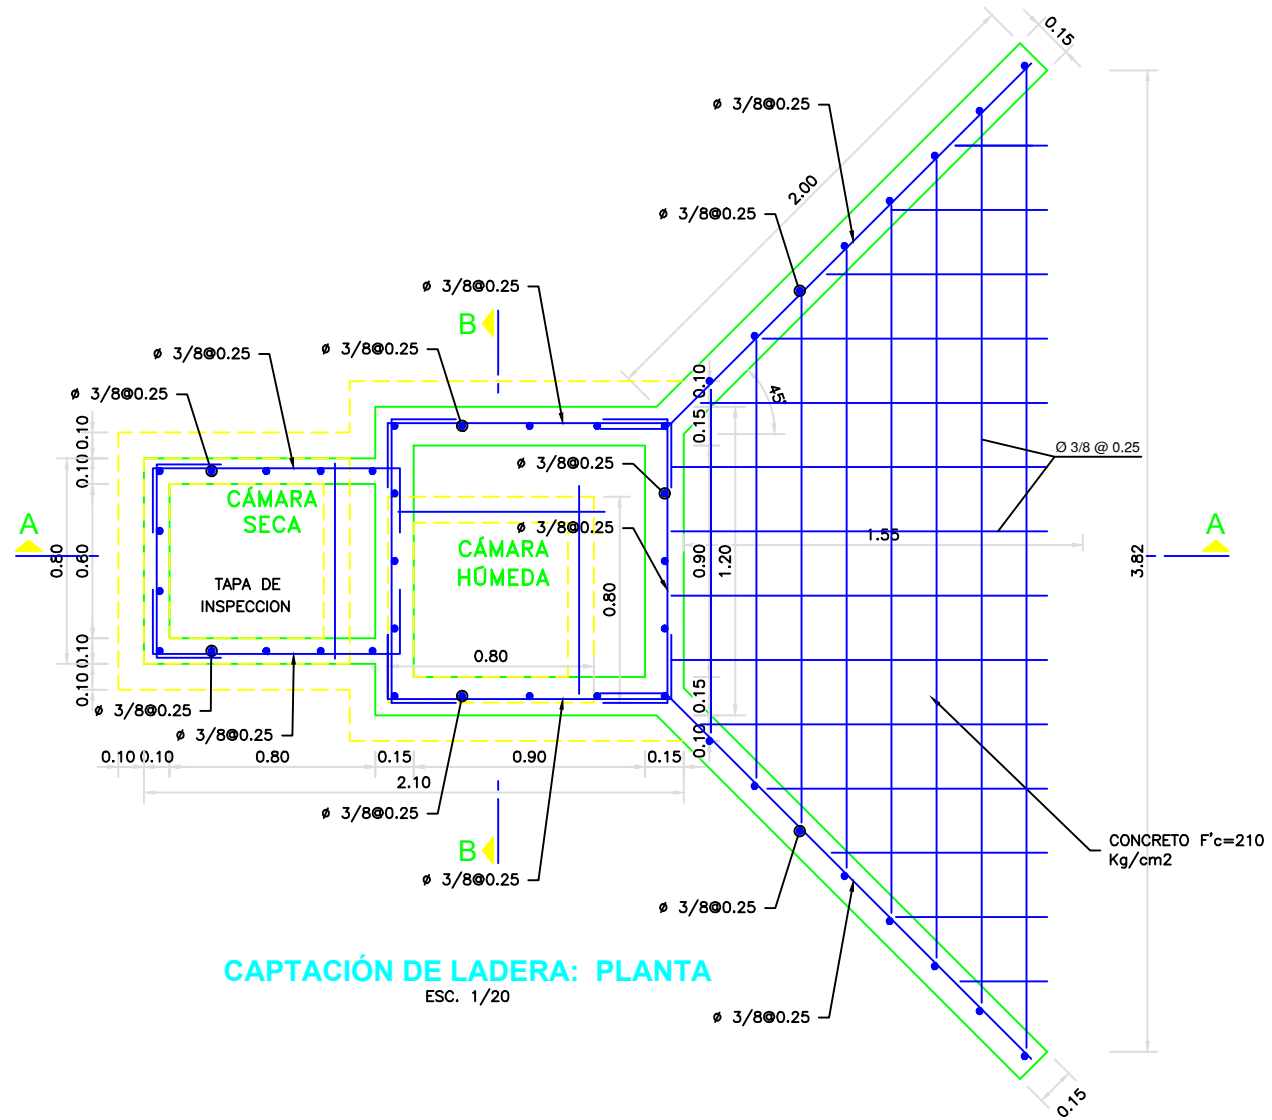 0.15
ø 3/8@0.25
2.00
ø 3/8@0.25
ø 3/8@0.25
B
ø 3/8@0.25
ø 3/8@0.25
ø 3/8@0.25
0.10
45°
0.15
0.10
0.10
Ø 3/8 @ 0.25
ø 3/8@0.25
CÁMARA
SECA
A
A
ø 3/8@0.25
1.55
CÁMARA
HÚMEDA
0.80
0.60
0.90
1.20
3.82
TAPA DE
INSPECCION
0.80
0.80
0.10
0.10
0.15
0.10
ø 3/8@0.25
ø 3/8@0.25
0.10
0.10
0.80
0.15
0.90
0.15
2.10
ø 3/8@0.25
B
CONCRETO F'c=210
Kg/cm2
ø 3/8@0.25
ø 3/8@0.25
CAPTACIÓN DE LADERA: PLANTA
ESC. 1/20
ø 3/8@0.25
0.15